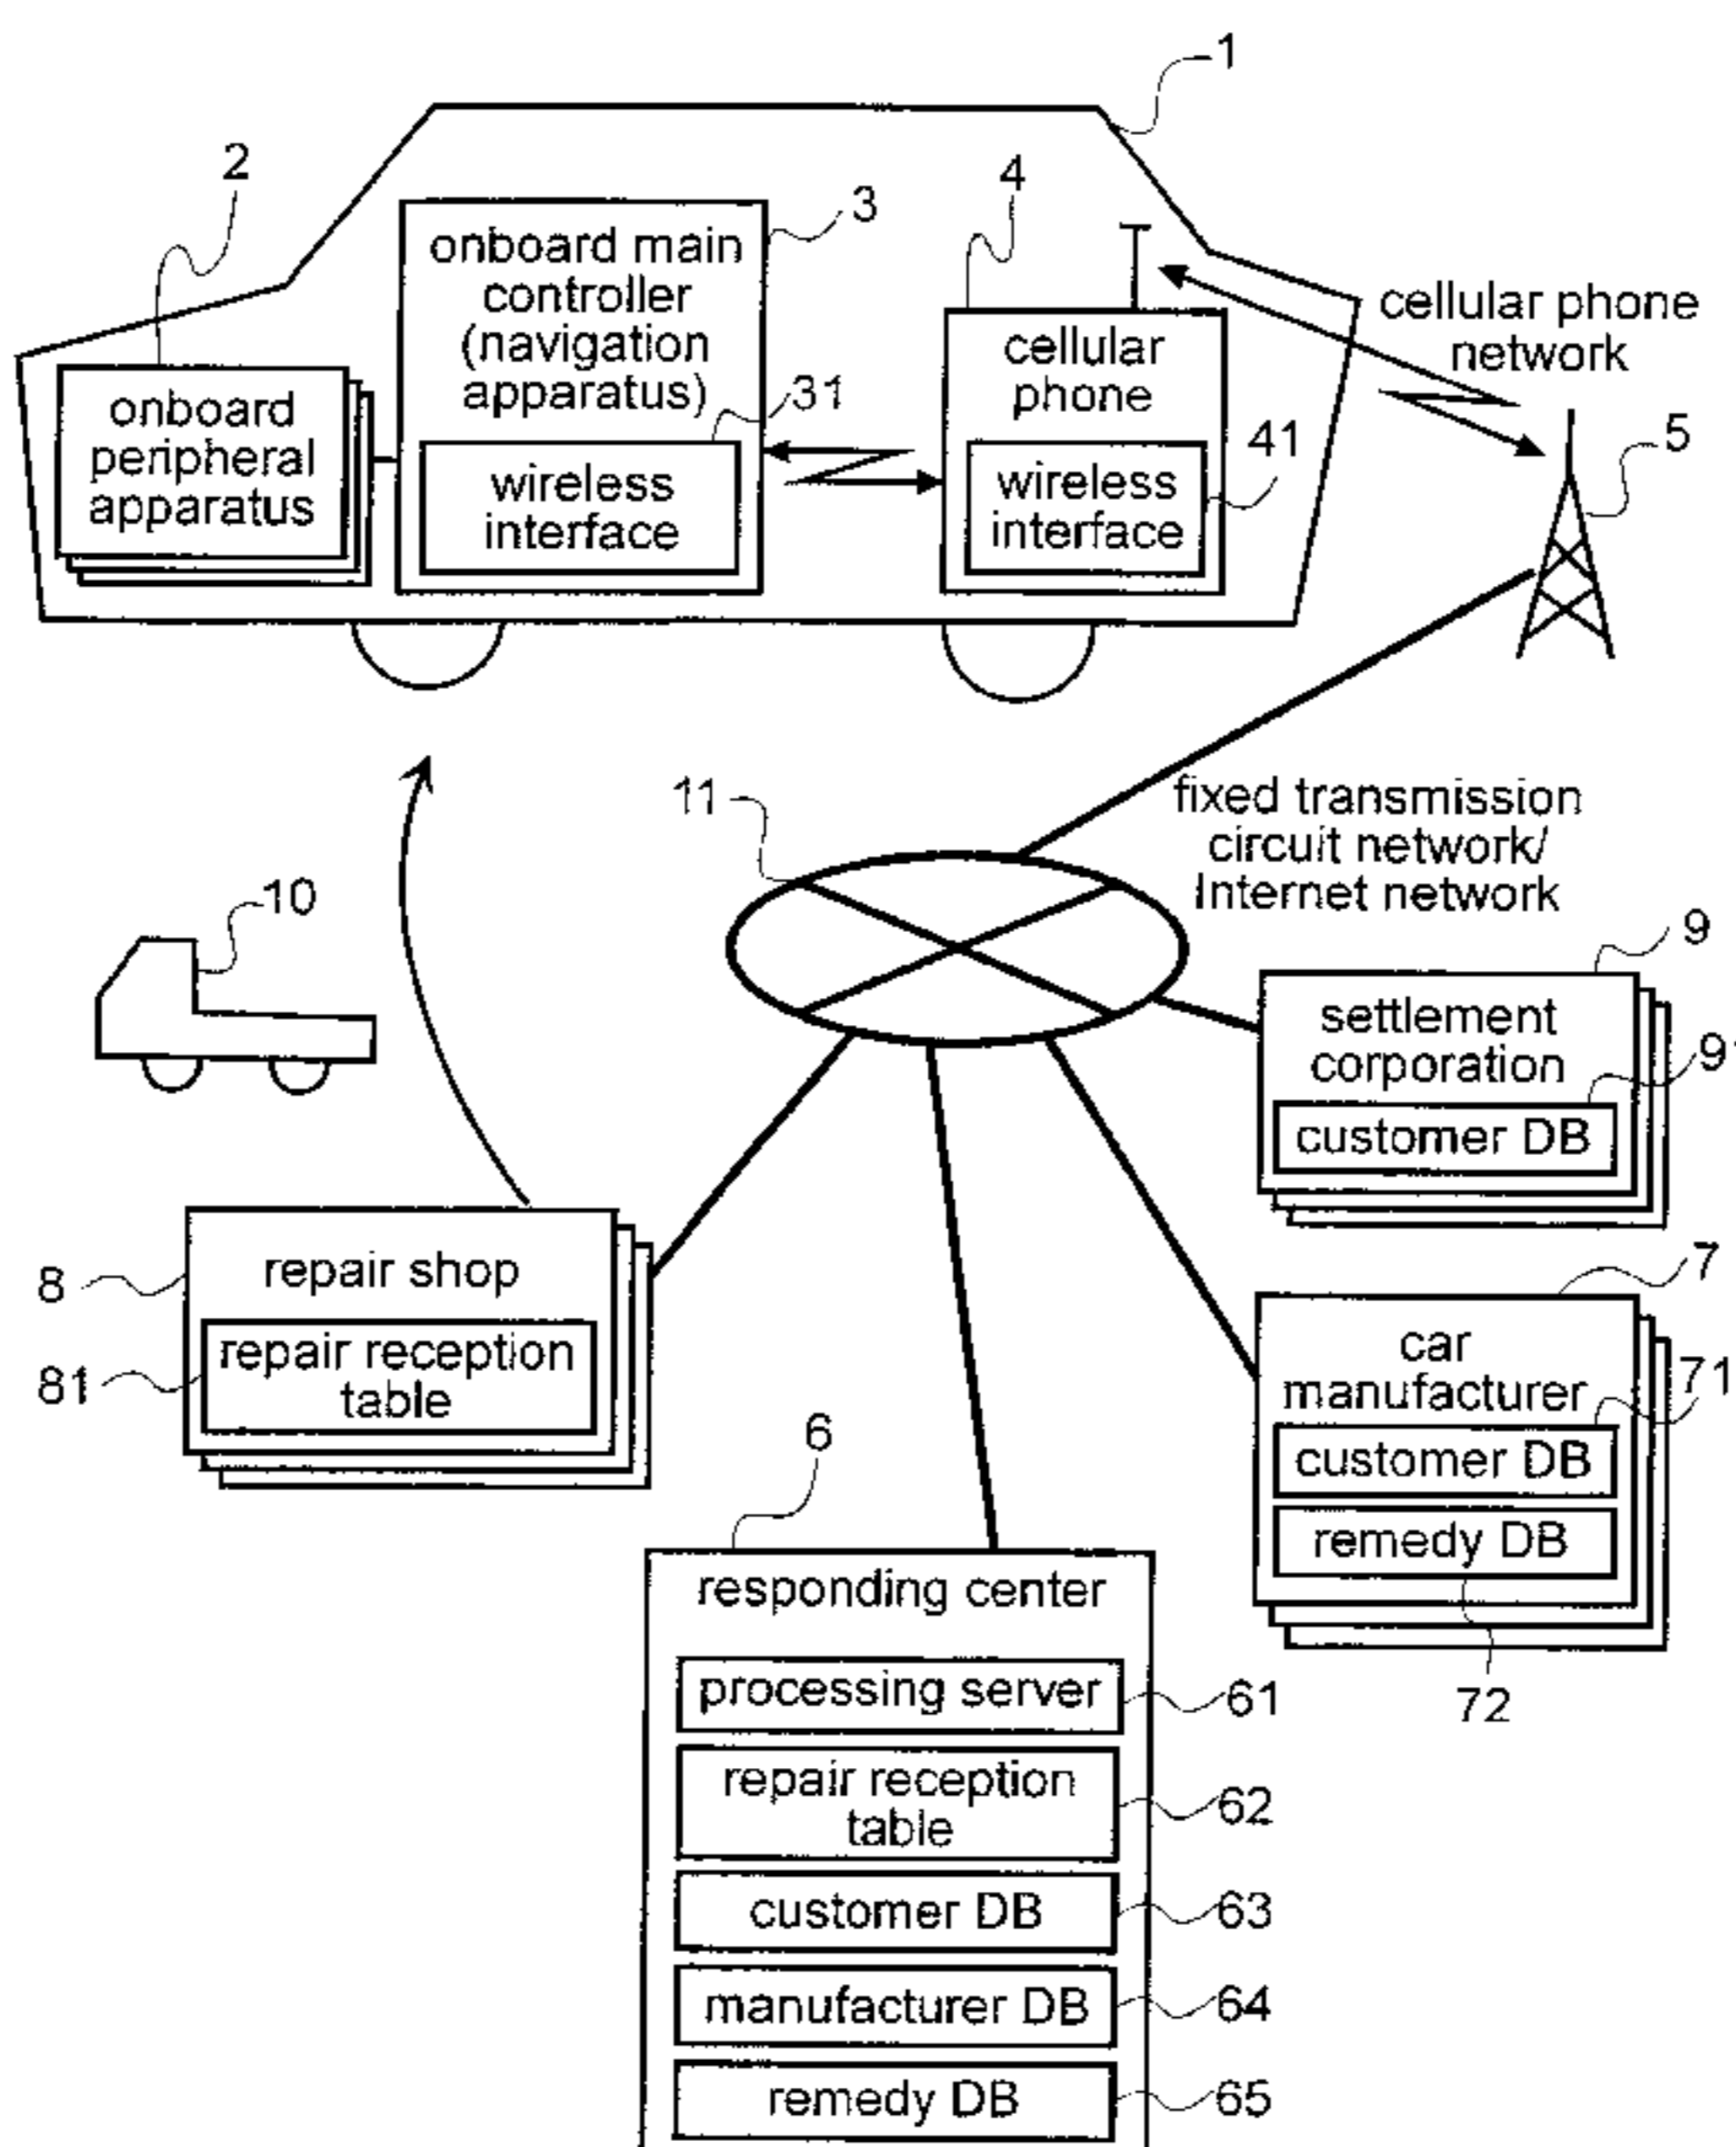 1
2
3
4
onboard main
controller
(navigation
apparatus)
31
wireless
interface
onboard
peripheral
apparatus
cellular
phone
41
wireless
interface
cellular phone
network
5
11
fixed transmission
circuit network/
Internet network
10
9
settlement
corporation
customer DB
8
repair shop
81
repair reception
table
7
car
manufacturer
71
customer DB
remedy DB
72
6
responding center
processing server
61
repair reception
table
62
customer DB
63
manufacturer DB
64
remedy DB
65